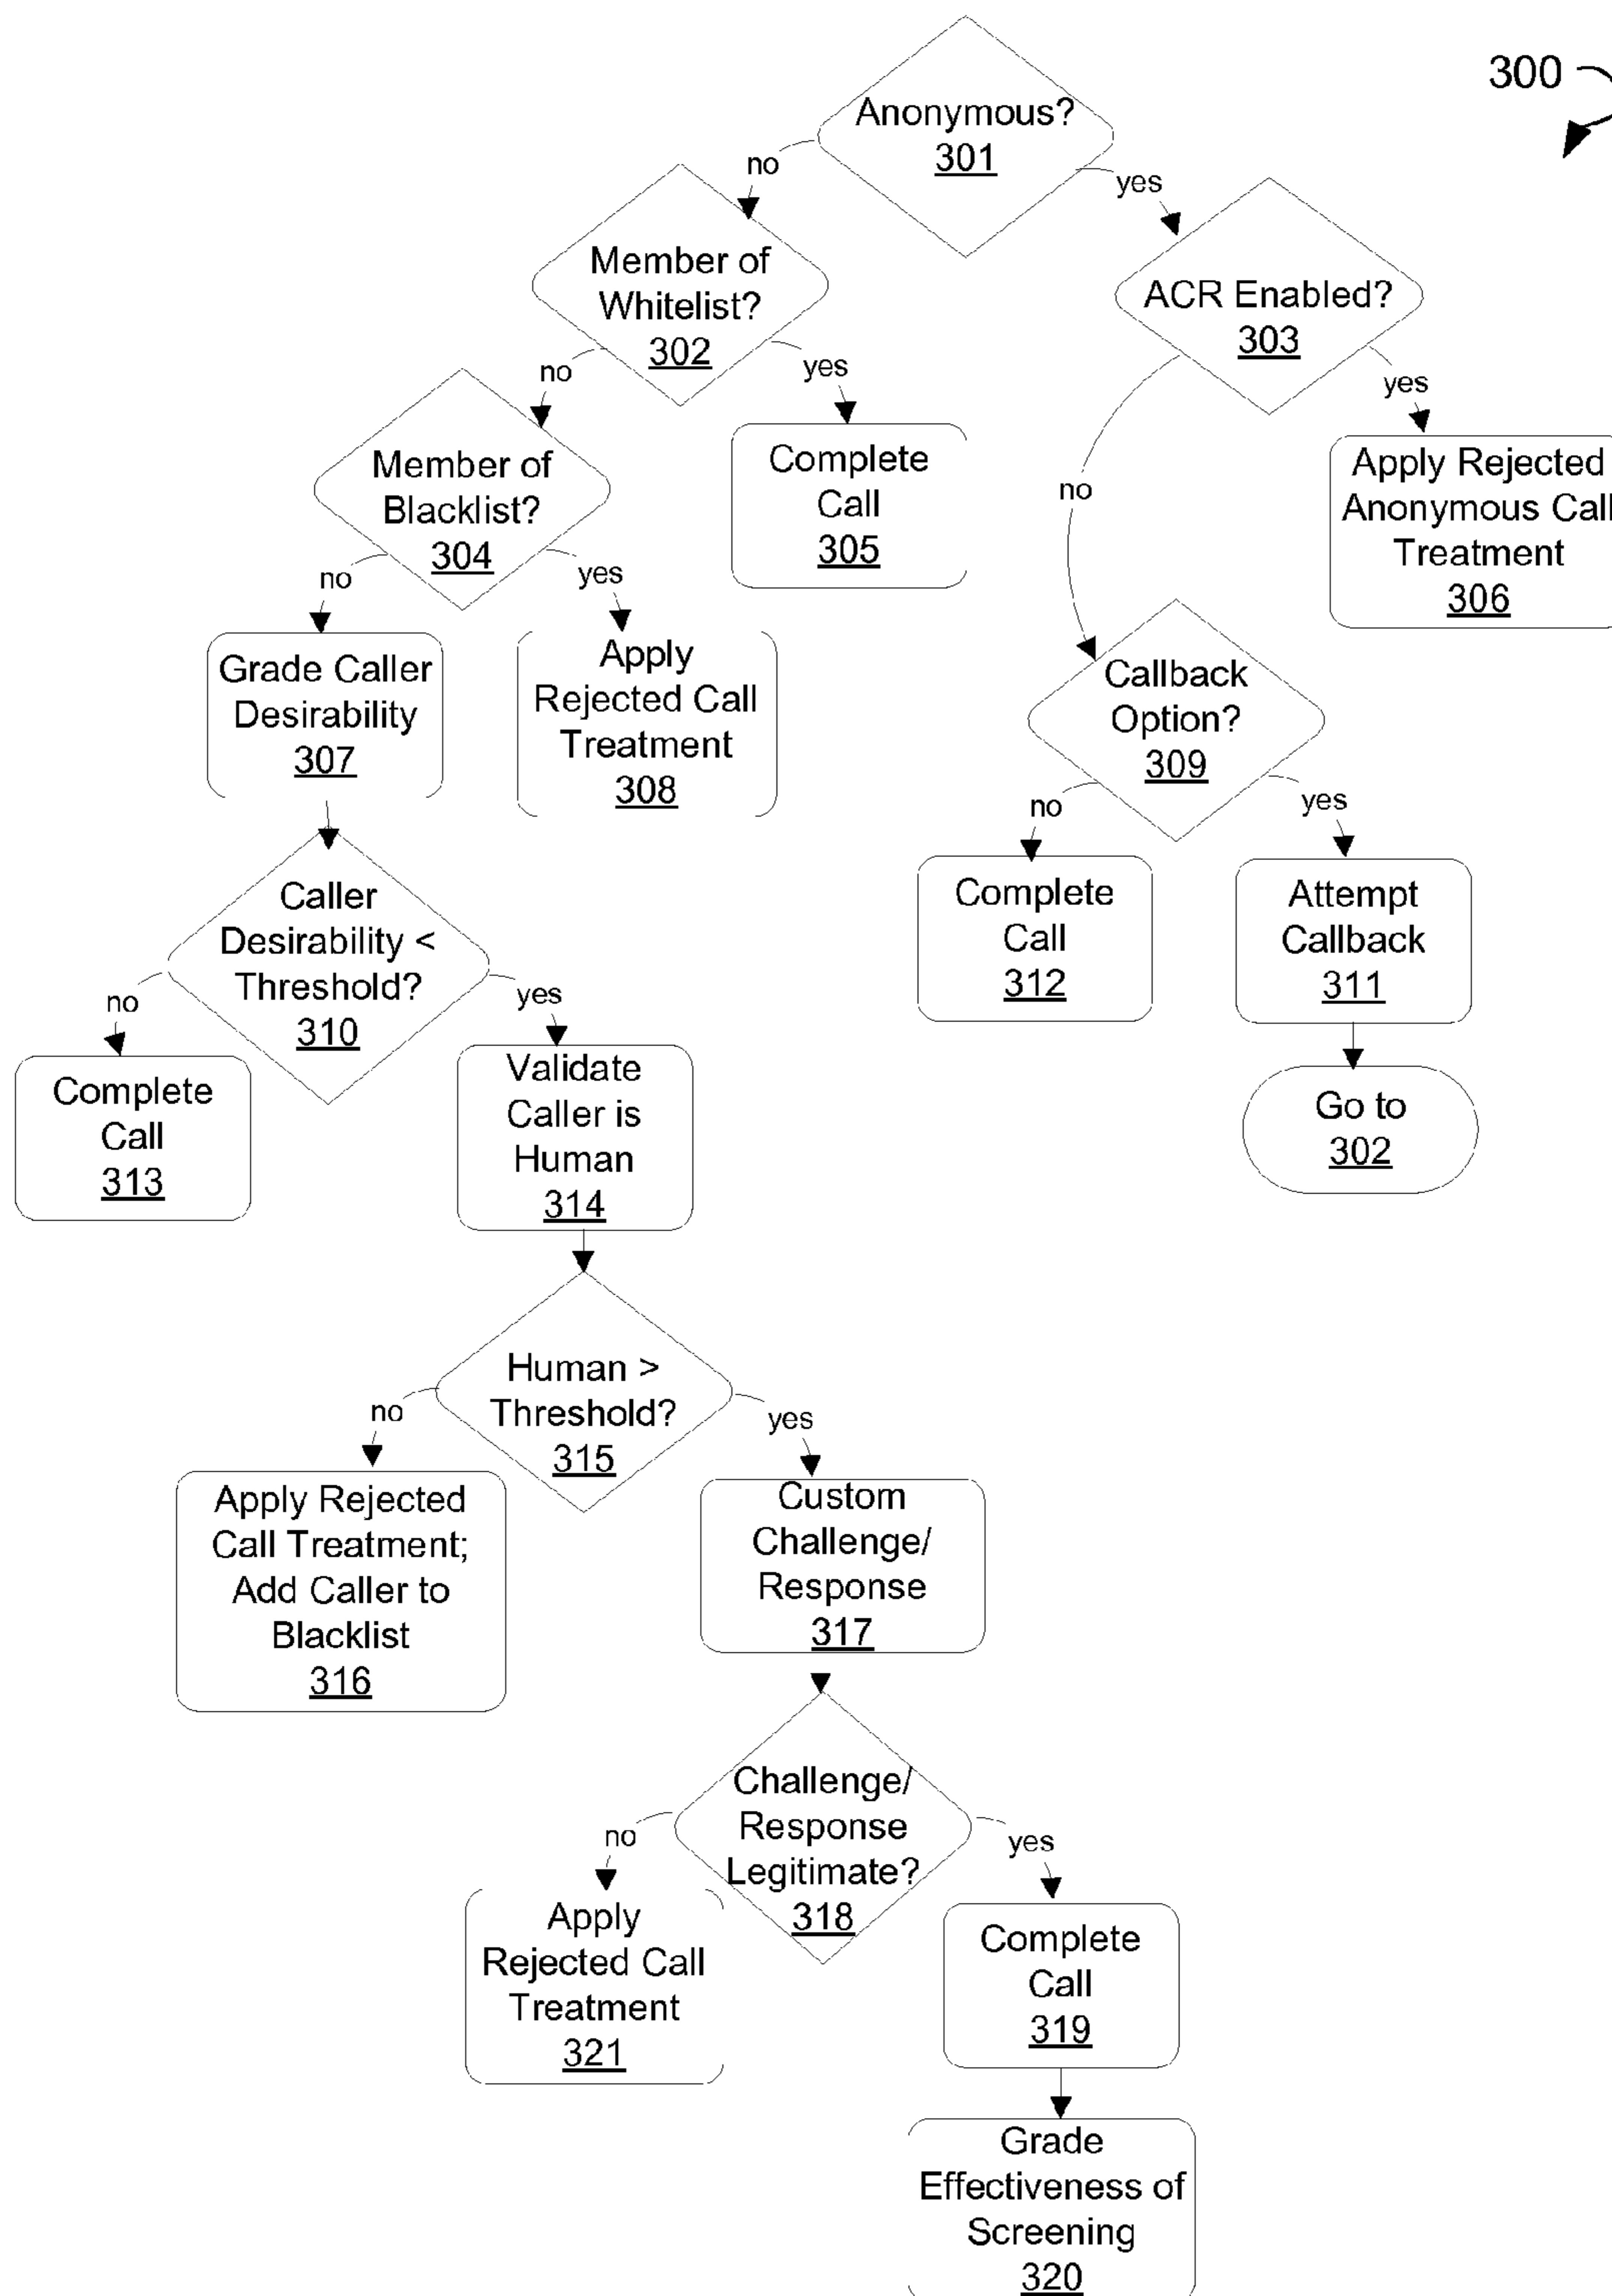 300
Anonymous?
301
no
yes
Member of
Whitelist?
302
ACR Enabled?
303
no
yes
yes
Member of
Blacklist?
304
Complete
Call
305
no
Apply Rejected
Anonymous Call
Treatment
306
no
yes
Grade Caller
Desirability
307
Apply
Rejected Call
Treatment
308
Callback
Option?
309
no
yes
Caller
Desirability <
Threshold?
310
Complete
Call
312
Attempt
Callback
311
no
yes
Complete
Call
313
Validate
Caller is
Human
314
Go to
302
Human >
Threshold?
315
no
yes
Apply Rejected
Call Treatment;
Add Caller to
Blacklist
316
Custom
Challenge/
Response
317
Challenge/
Response
Legitimate?
318
no
yes
Apply
Rejected Call
Treatment
321
Complete
Call
319
Grade
Effectiveness of
Screening
320